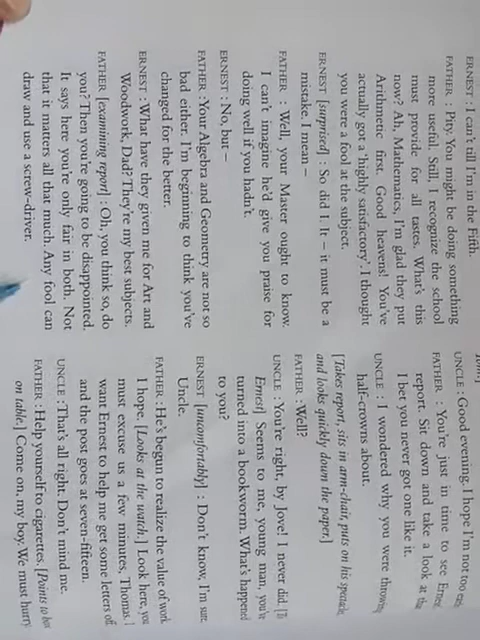 ERNEST : I can't till I'm in the Fifth.
FATHER : Pity. You might be doing something
more useful. Still, I recognize the school
must provide for all tastes. What's this
now? Ah, Mathematics, I'm glad they put
Arithmetic first. Good heavens! You've
actually got a 'highly satisfactory'. I thought
you were a fool at the subject.
ERNEST [surprised] : So did I. It – it must be a
mistake. I mean –
FATHER : Well, your Master ought to know.
I can't imagine he'd give you praise for
doing well if you hadn't.
ERNEST : No, but –
FATHER :Your Algebra and Geometry are not so
bad either. I'm beginning to think you've
changed for the better.
ERNEST :What have they given me for Art and
Woodwork, Dad? They're my best subjects.
FATHER [examining report] : Oh, you think so, do
you? Then you're going to be disappointed.
It says here you're only fair in both. Not
that it matters all that much. Any fool can
draw and use a screw-driver.
UNCLE : Good evening. I hope I'm not too
FATHER : You're just in time to see
report. Sit down and take a look at
I bet you never got one like it.
UNCLE : I wondered why you were
half-crowns about.
[Takes report, sits in arm-chair, puts on his
and looks quickly down the paper.]
FATHER : Well?
UNCLE : You're right, by Jove! I never did.
Ernest] Seems to me, young man,
turned into a bookworm. What's happened
to you?
ERNEST [uncomfortably] : Don't know, I'm
Uncle.
FATHER : He's begun to realize the value of work
I hope. [Looks at the watch.] Look here,
must excuse us a few minutes, Thomas.
want Ernest to help me get some letters off
and the post goes at seven-fifteen.
UNCLE :That's all right. Don't mind me.
FATHER :Help yourself to cigarettes. [Points to
on table.] Come on, my boy. We must hurry